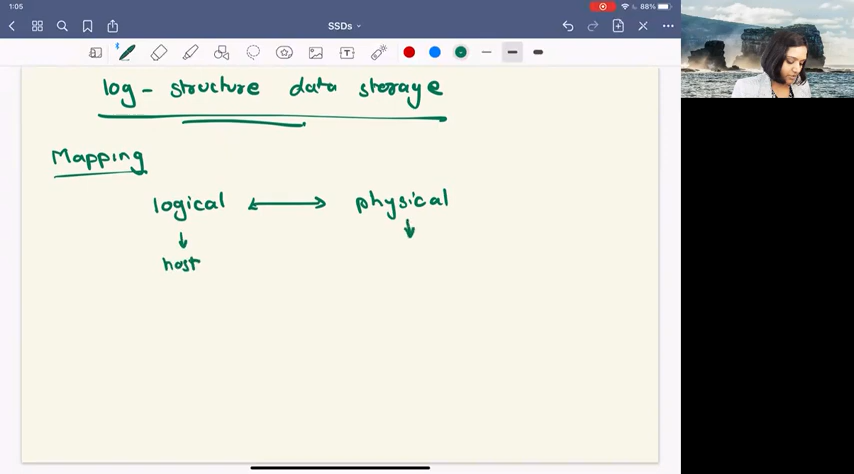 1:05
88%
SSDs
log - structure data storage
Mapping
logical ↔ physical
↓ ↓
host